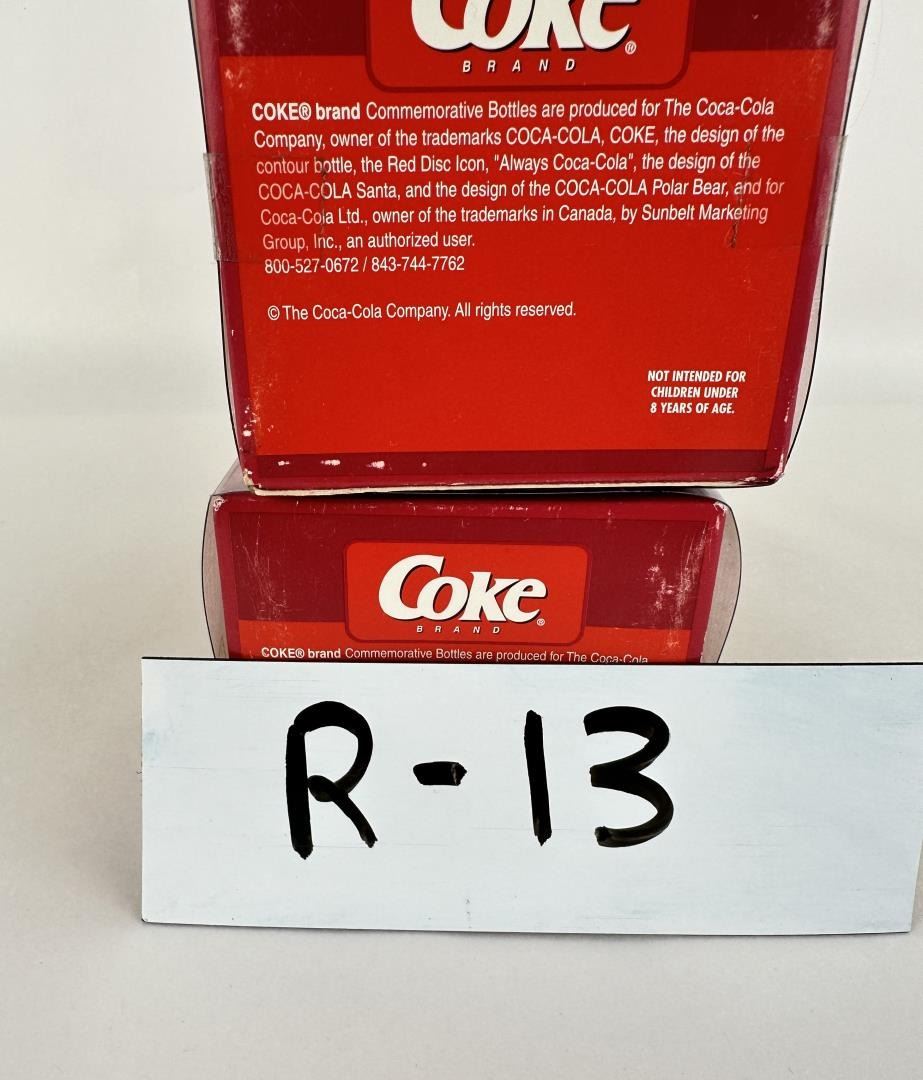 Coke®
BRAND
COKE® brand Commemorative Bottles are produced for The Coca-Cola
Company, owner of the trademarks COCA-COLA, COKE, the design of the
contour bottle, the Red Disc Icon, "Always Coca-Cola", the design of the
COCA-COLA Santa, and the design of the COCA-COLA Polar Bear, and for
Coca-Cola Ltd., owner of the trademarks in Canada, by Sunbelt Marketing
Group, Inc., an authorized user.
800-527-0672 / 843-744-7762
© The Coca-Cola Company. All rights reserved.
NOT INTENDED FOR
CHILDREN UNDER
8 YEARS OF AGE.
Coke®
BRAND
COKE® brand Commemorative Bottles are produced for The Coca-Cola
R-13